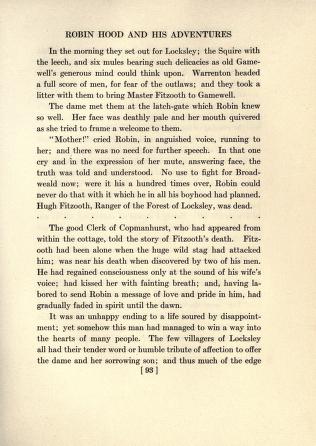 ROBIN HOOD AND HIS ADVENTURES
In the morning they set out for Locksley; the Squire with
the leech, and six mules bearing such delicacies as old Game-
well's generous mind could think upon. Warrenton headed
a full score of men, for fear of the outlaws; and they took a
litter with them to bring Master Fitzooth to Gamewell.
The dame met them at the latch-gate which Robin knew
so well. Her face was deathly pale and her mouth quivered
as she tried to frame a welcome to them.
"Mother!" cried Robin, in anguished voice, running to
her; and there was no need for further speech. In that one
cry and in the expression of her mute, answering face, the
truth was told and understood. No use to fight for Broad-
weald now; were it his a hundred times over, Robin could
never do that with it which he in all his boyhood had planned.
Hugh Fitzooth, Ranger of the Forest of Locksley, was dead.
. . . . . . . . .
The good Clerk of Copmanhurst, who had appeared from
within the cottage, told the story of Fitzooth's death. Fitz-
ooth had been alone when the huge wild stag had attacked
him; was near his death when discovered by two of his men.
He had regained consciousness only at the sound of his wife's
voice; had kissed her with fainting breath; and, having la-
bored to send Robin a message of love and pride in him, had
gradually faded in spirit until the dawn.
It was an unhappy ending to a life soured by disappoint-
ment; yet somehow this man had managed to win a way into
the hearts of many people. The few villagers of Locksley
all had their tender word or humble tribute of affection to offer
the dame and her sorrowing son; and thus much of the edge
[ 93 ]